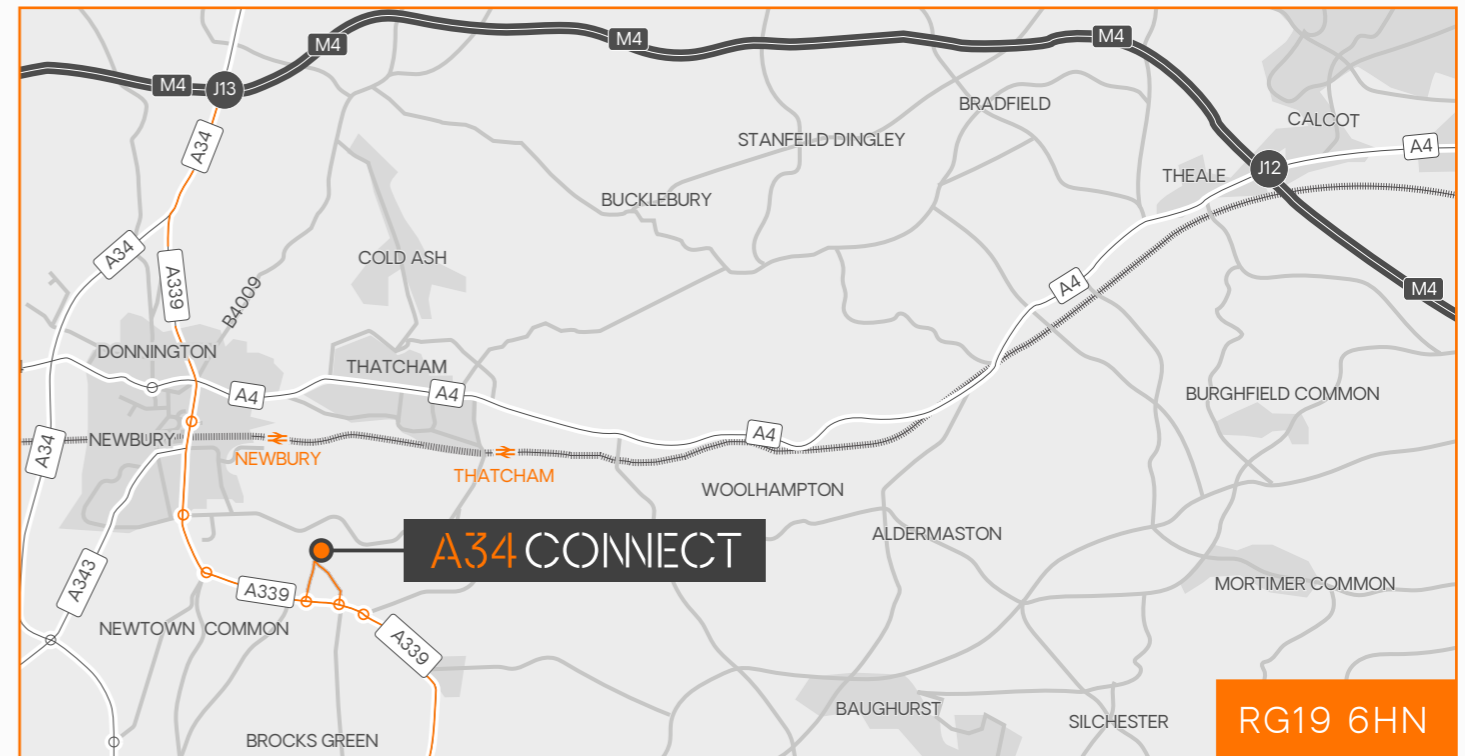 M4
M4
M4
M4
J13
BRADFIELD
CALCOT
STANFEILD DINGLEY
A34
A4
J12
THEALE
BUCKLEBURY
A34
COLD ASH
A339
A4
M4
B4009
DONNINGTON
THATCHAM
A4
A4
BURGHFIELD COMMON
A4
NEWBURY
A34
NEWBURY
THATCHAM
WOOLHAMPTON
ALDERMASTON
A34 CONNECT
A343
A339
MORTIMER COMMON
NEWTOWN COMMON
A339
BAUGHURST
SILCHESTER
RG19 6HN
BROCKS GREEN